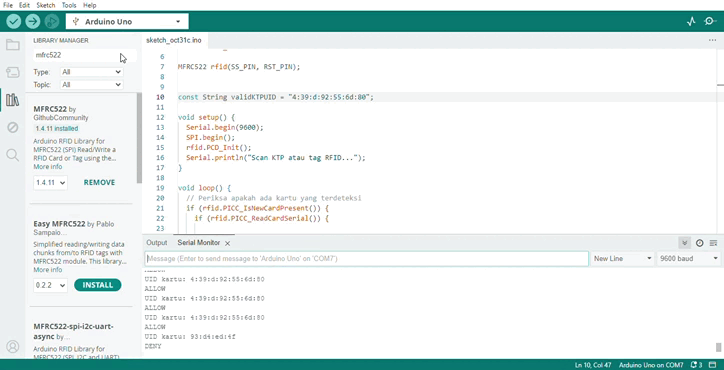 File Edit Sketch Tools Help
Arduino Uno
LIBRARY MANAGER
mfrc522
Type: All
Topic: All
MFRC522 by
GithubCommunity
1.4.11 installed
Arduino RFID Library for
MFRC522 (SPI) Read/Write a
RFID Card or Tag using the...
More info
1.4.11 REMOVE
Easy MFRC522 by Pablo
Sampaio...
Simplified reading/writing data
chunks from/to RFID tags with
MFRC522 module. This library...
More info
0.2.2 INSTALL
MFRC522-spi-i2c-uart-
async by...
Arduino RFID Library for
MFRC522 (SPI, I2C and UART)
sketch_oct31c.ino
6
7 MFRC522 rfid(SS_PIN, RST_PIN);
8
9
10 const String validKTPUID = "4:39:d:92:55:6d:80";
11
12 void setup() {
13 Serial.begin(9600);
14 SPI.begin();
15 rfid.PCD_Init();
16 Serial.println("Scan KTP atau tag RFID...");
17 }
18
19 void loop() {
20 // Periksa apakah ada kartu yang terdeteksi
21 if (rfid.PICC_IsNewCardPresent()) {
22 if (rfid.PICC_ReadCardSerial()) {
23
Output Serial Monitor
Message (Enter to send message to 'Arduino Uno' on 'COM7')
New Line
9600 baud
ALLOW
UID kartu: 4:39:d:92:55:6d:80
ALLOW
UID kartu: 4:39:d:92:55:6d:80
ALLOW
UID kartu: 4:39:d:92:55:6d:80
ALLOW
UID kartu: 93:d4:ed:4f
DENY
Ln 10, Col 47 Arduino Uno on COM7 3